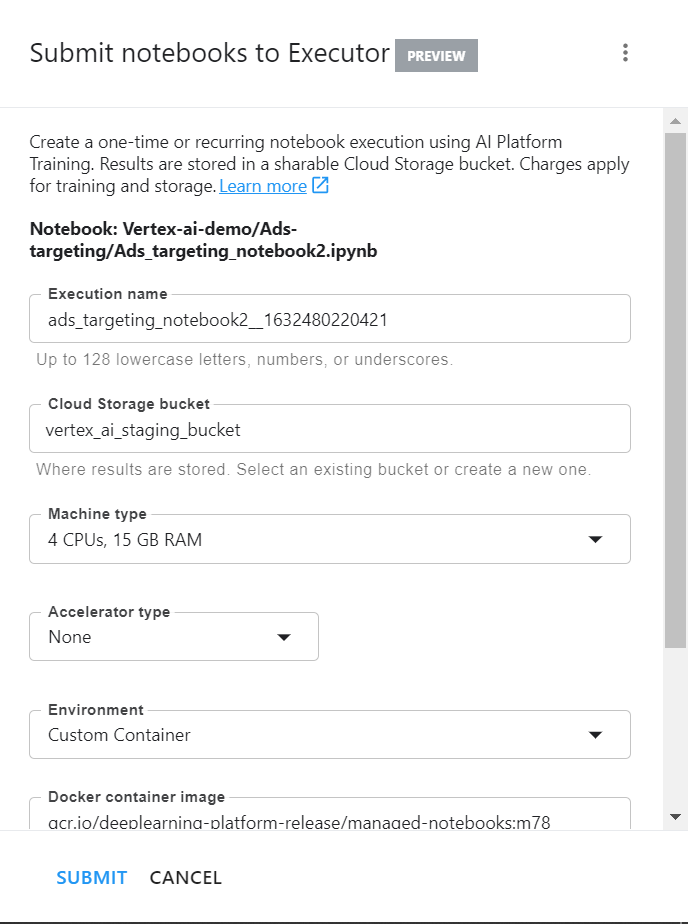 Submit notebooks to Executor PREVIEW
Create a one-time or recurring notebook execution using AI Platform
Training. Results are stored in a sharable Cloud Storage bucket. Charges apply
for training and storage. Learn more
Notebook: Vertex-ai-demo/Ads-
targeting/Ads_targeting_notebook2.ipynb
Execution name
ads_targeting_notebook2__1632480220421
Up to 128 lowercase letters, numbers, or underscores.
Cloud Storage bucket
vertex_ai_staging_bucket
Where results are stored. Select an existing bucket or create a new one.
Machine type
4 CPUs, 15 GB RAM
Accelerator type
None
Environment
Custom Container
Docker container image
gcr.io/deeplearning-platform-release/managed-notebooks:m78
SUBMIT CANCEL